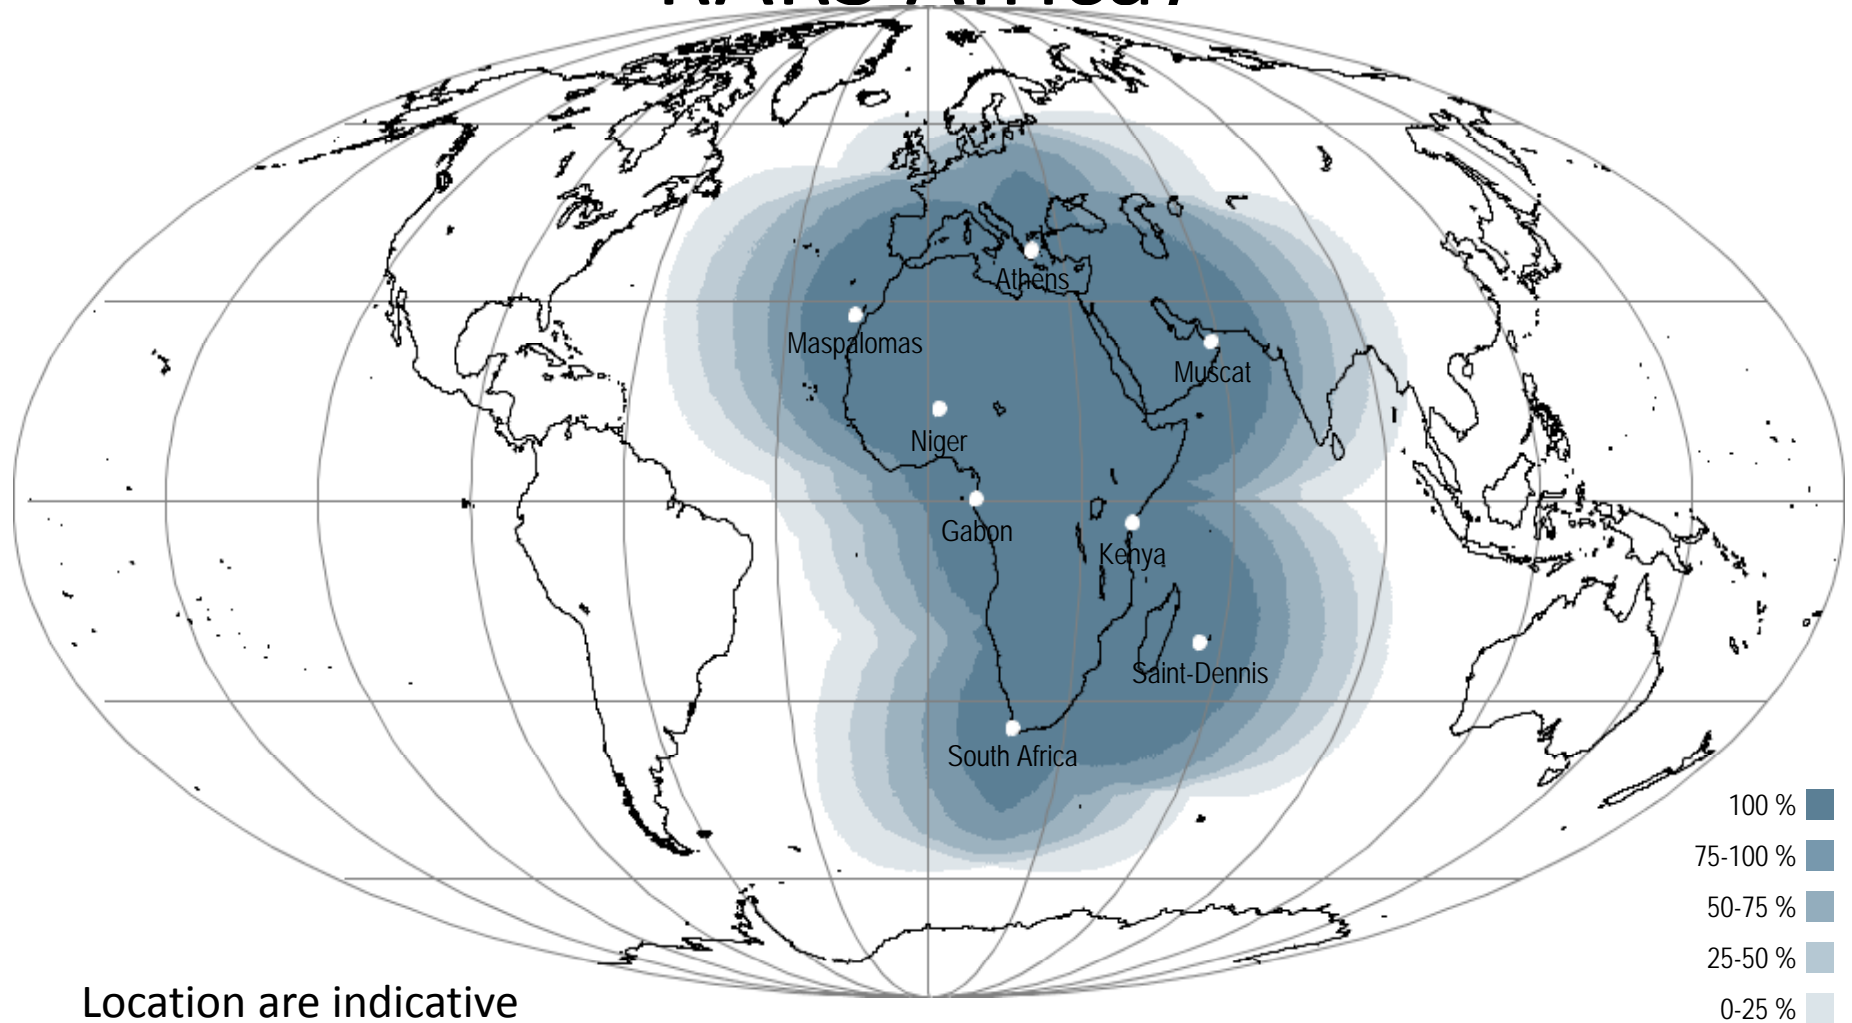 Athens
Maspalomas
Muscat
Niger
Gabon
Kenya
Saint-Dennis
South Africa
100 %
75-100 %
50-75 %
25-50 %
0-25 %
Location are indicative